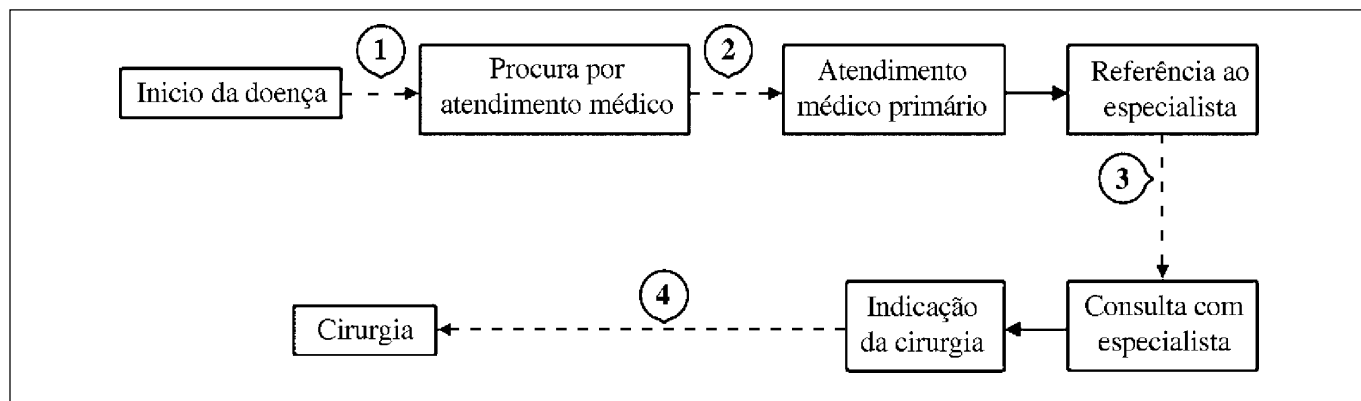 1
2
Inicio da doença
Procura por
atendimento médico
Atendimento
médico primário
Referência ao
especialista
3
4
Cirurgia
Indicação
da cirurgia
Consulta com
especialista